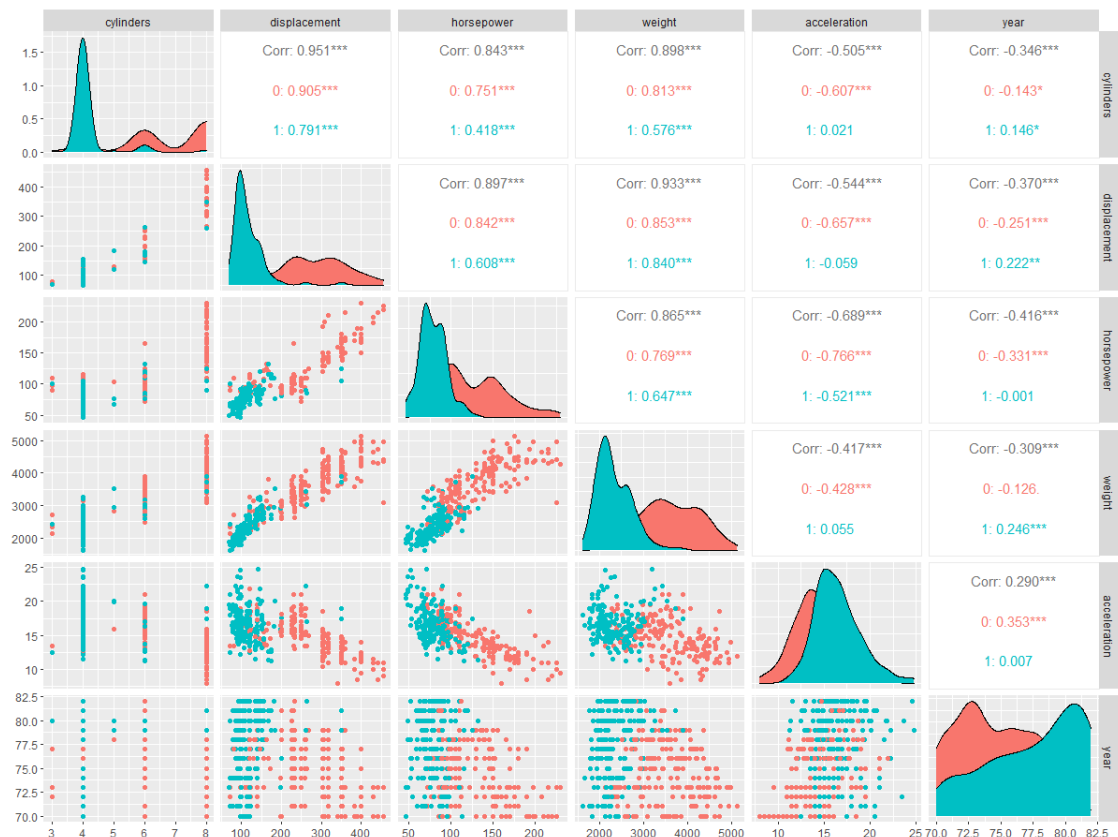 cylinders displacement horsepower weight acceleration year
Corr: 0.951*** Corr: 0.843*** Corr: 0.898*** Corr: -0.505*** Corr: -0.346***
0: 0.905*** 0: 0.751*** 0: 0.813*** 0: -0.607*** 0: -0.143*
1: 0.791*** 1: 0.418*** 1: 0.576*** 1: 0.021 1: 0.146*
cylinders
1.5
1.0
0.5
0.0
Corr: 0.897*** Corr: 0.933*** Corr: -0.544*** Corr: -0.370***
0: 0.842*** 0: 0.853*** 0: -0.657*** 0: -0.251***
1: 0.608*** 1: 0.840*** 1: -0.059 1: 0.222**
displacement
400
300
200
100
Corr: 0.865*** Corr: -0.689*** Corr: -0.416***
0: 0.769*** 0: -0.766*** 0: -0.331***
1: 0.647*** 1: -0.521*** 1: -0.001
horsepower
200
150
100
50
Corr: -0.417*** Corr: -0.309***
0: -0.428*** 0: -0.126.
1: 0.055 1: 0.246***
weight
5000
4000
3000
2000
Corr: 0.290***
0: 0.353***
1: 0.007
acceleration
25
20
15
10
year
82.5
80.0
77.5
75.0
72.5
70.0
3 4 5 6 7 8 100 200 300 400 50 100 150 200 2000 3000 4000 5000 10 15 20 25 70.0 72.5 75.0 77.5 80.0 82.5